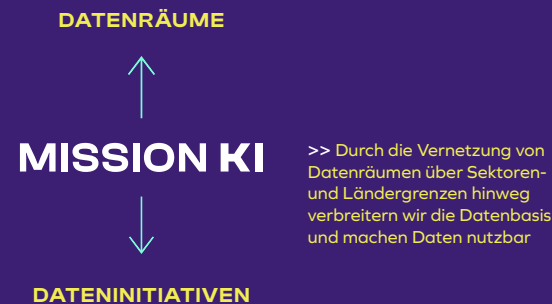 DATENRÄUME
MISSION KI
>> Durch die Vernetzung von
Datenräumen über Sektoren-
und Ländergrenzen hinweg
verbreitern wir die Datenbasis
und machen Daten nutzbar
DATENINITIATIVEN